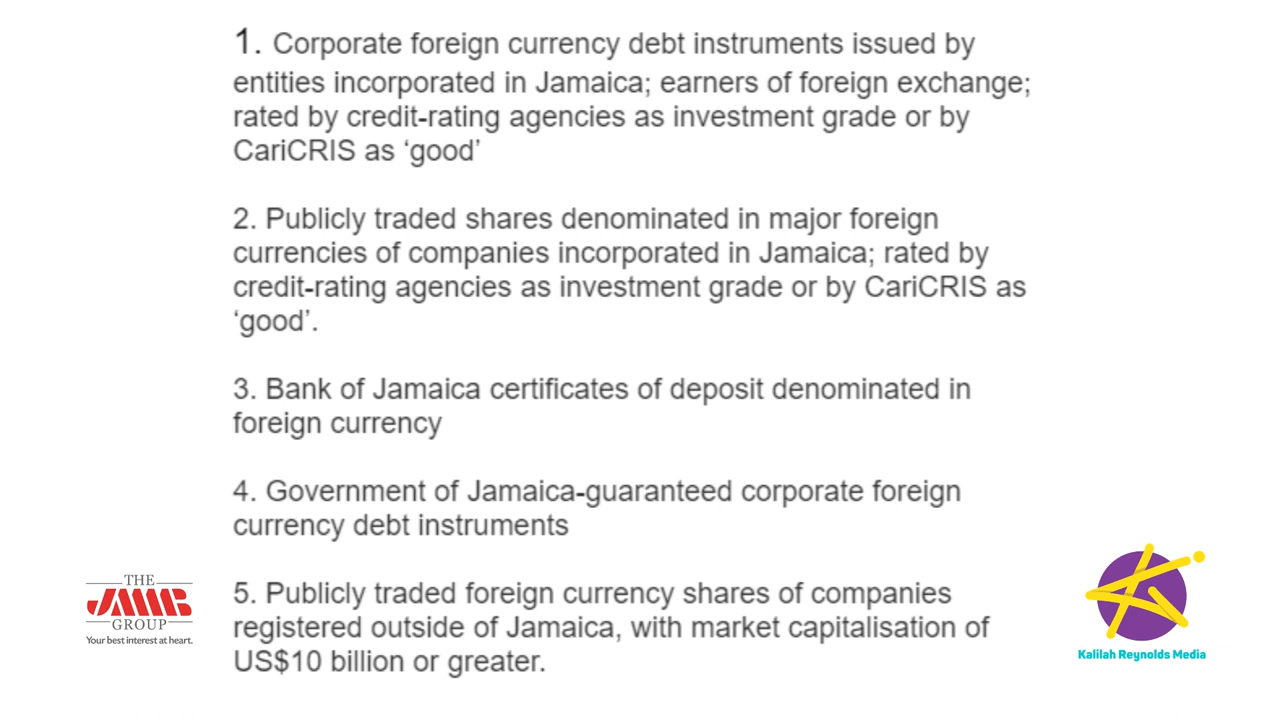 1. Corporate foreign currency debt instruments issued by
entities incorporated in Jamaica; earners of foreign exchange;
rated by credit-rating agencies as investment grade or by
CariCRIS as ‘good’
2. Publicly traded shares denominated in major foreign
currencies of companies incorporated in Jamaica; rated by
credit-rating agencies as investment grade or by CariCRIS as
‘good’.
3. Bank of Jamaica certificates of deposit denominated in
foreign currency
4. Government of Jamaica-guaranteed corporate foreign
currency debt instruments
5. Publicly traded foreign currency shares of companies
registered outside of Jamaica, with market capitalisation of
US$10 billion or greater.
THE
JMMB
GROUP
Your best interest at heart.
Kalilah Reynolds Media